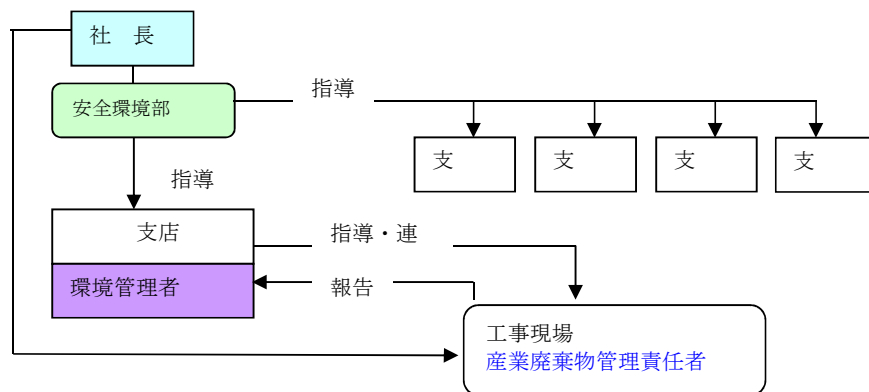 社　長
安全環境部
指導
支
支
支
支
指導
支店
指導・連
環境管理者
報告
工事現場
産業廃棄物管理責任者